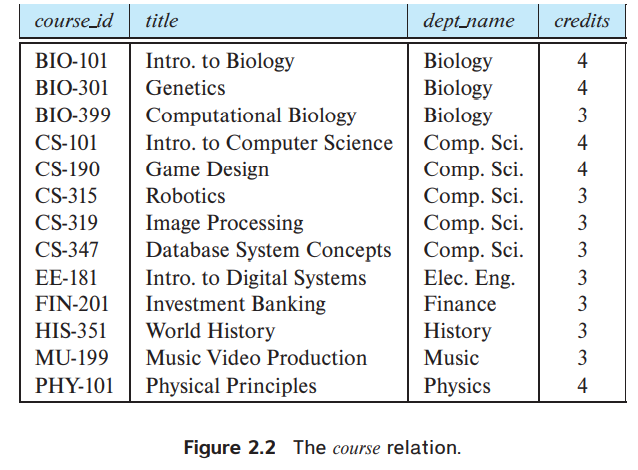 course_id title dept_name credits
BIO-101 Intro. to Biology Biology 4
BIO-301 Genetics Biology 4
BIO-399 Computational Biology Biology 3
CS-101 Intro. to Computer Science Comp. Sci. 4
CS-190 Game Design Comp. Sci. 4
CS-315 Robotics Comp. Sci. 3
CS-319 Image Processing Comp. Sci. 3
CS-347 Database System Concepts Comp. Sci. 3
EE-181 Intro. to Digital Systems Elec. Eng. 3
FIN-201 Investment Banking Finance 3
HIS-351 World History History 3
MU-199 Music Video Production Music 3
PHY-101 Physical Principles Physics 4
Figure 2.2 The course relation.